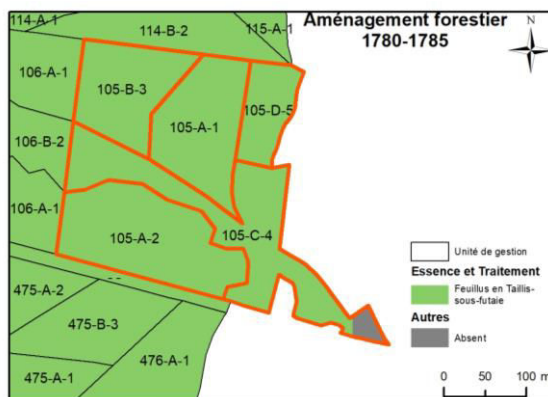 114-A-1
114-B-2
115-A-1
Aménagement forestier
1780-1785
N
106-A-1
105-B-3
105-D-5
105-A-1
106-B-2
106-A-1
105-A-2
105-C-4
475-A-2
475-B-3
476-A-1
475-A-1
Unité de gestion
Essence et Traitement
Feuillus en Taillis-
sous-futaie
Autres
Absent
0 50 100 m